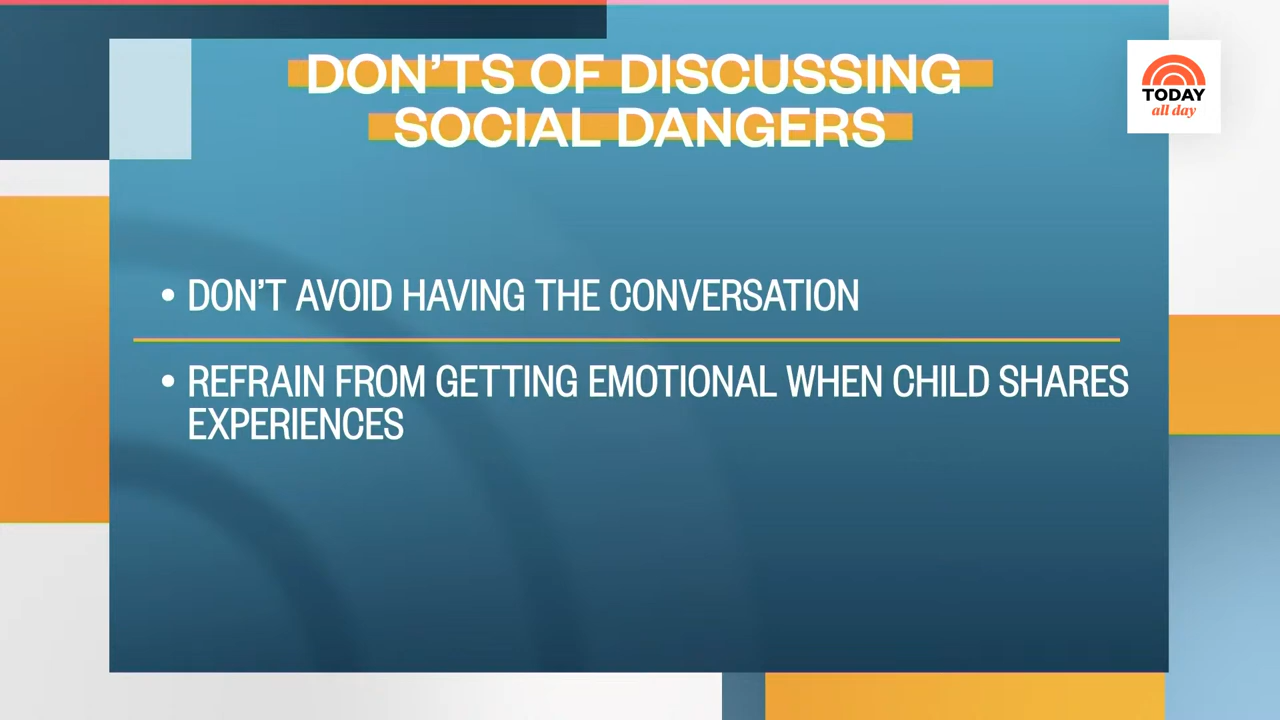 DON'TS OF DISCUSSING
SOCIAL DANGERS
TODAY
all day
• DON'T AVOID HAVING THE CONVERSATION
• REFRAIN FROM GETTING EMOTIONAL WHEN CHILD SHARES
EXPERIENCES